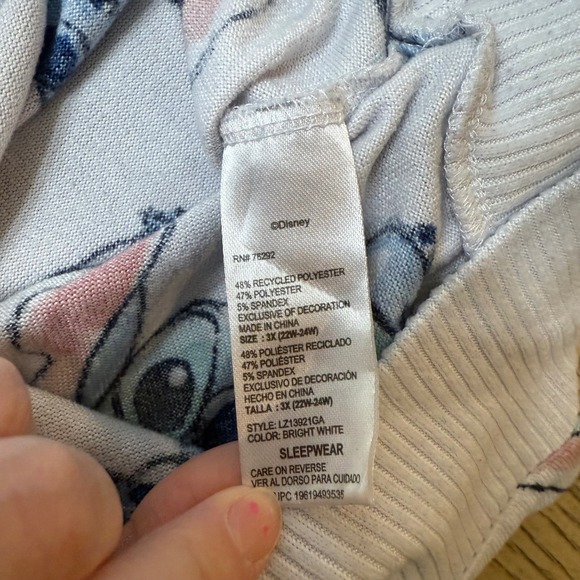 ©Disney
RN# 75292
48% RECYCLED POLYESTER
47% POLYESTER
5% SPANDEX
EXCLUSIVE OF DECORATION
MADE IN CHINA
SIZE : 3X (22W-24W)
48% POLIÉSTER RECICLADO
47% POLIÉSTER
5% SPANDEX
EXCLUSIVO DE DECORACIÓN
HECHO EN CHINA
TALLA : 3X (22W-24W)
STYLE: LZ13921GA
COLOR: BRIGHT WHITE
SLEEPWEAR
CARE ON REVERSE
VER AL DORSO PARA CUIDADO
UPC 19619493535